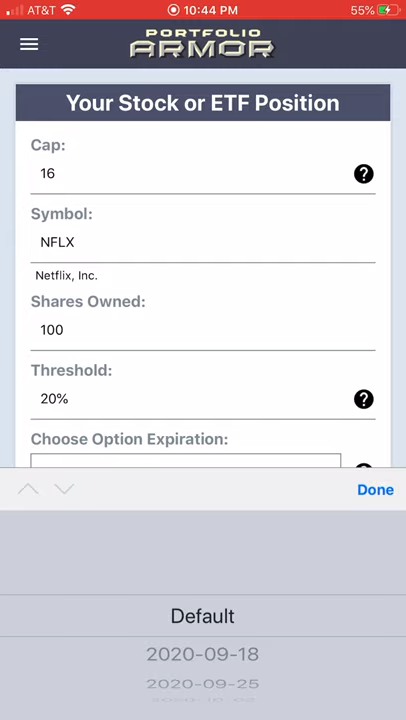 AT&T 10:44 PM 55%
PORTFOLIO
ARMOR
Your Stock or ETF Position
Cap:
16
Symbol:
NFLX
Netflix, Inc.
Shares Owned:
100
Threshold:
20%
Choose Option Expiration:
Done
Default
2020-09-18
2020-09-25